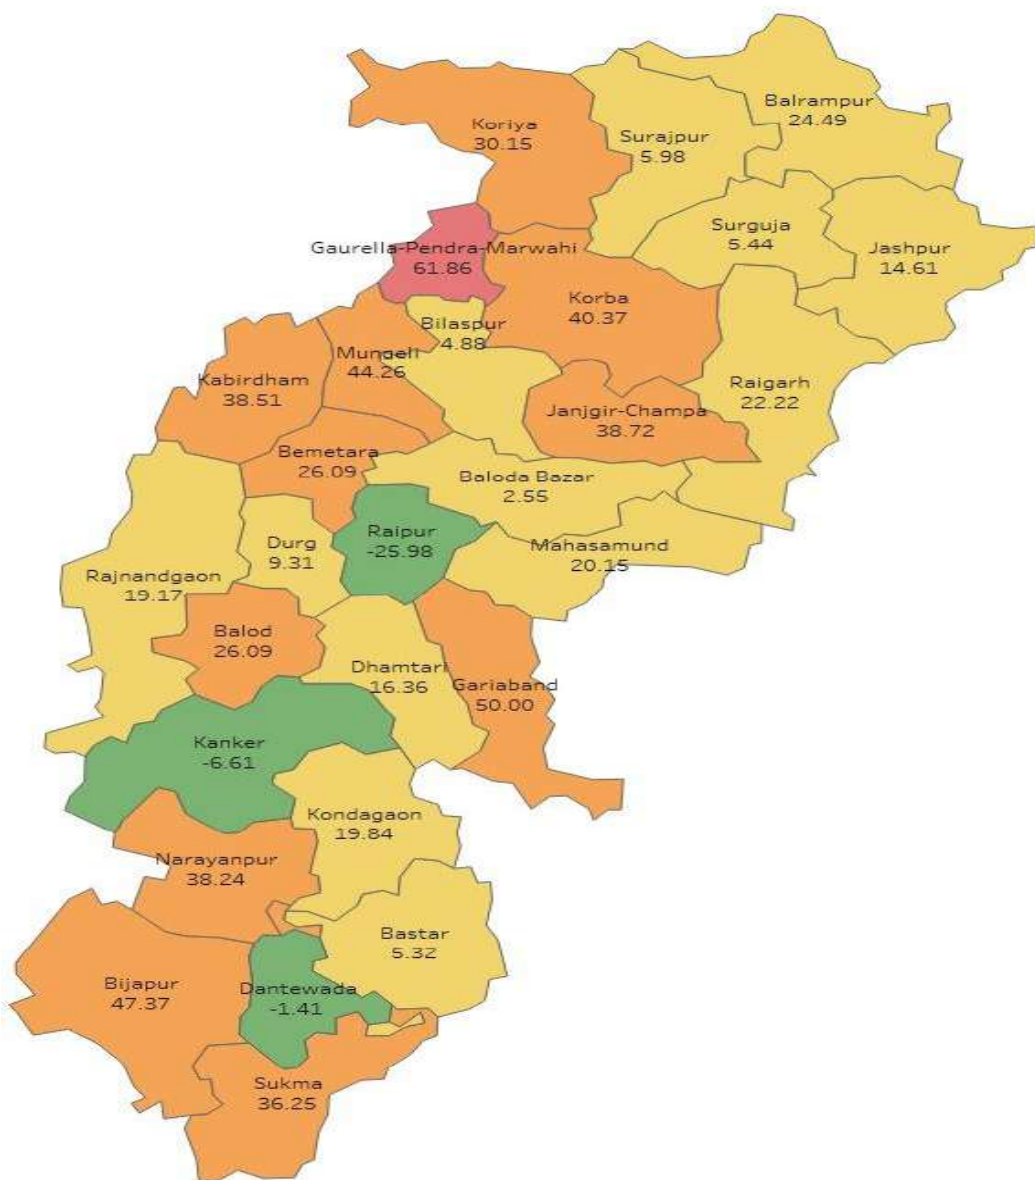 Balrampur
24.49
Koriya
30.15
Surajpur
5.98
Surguja
5.44
Jashpur
14.61
Gaurella-Pendra-Marwahi
61.86
Korba
40.37
Bilaspur
4.88
Mungeli
44.26
Kabirdham
38.51
Raigarh
22.22
Janjgir-Champa
38.72
Bemetara
26.09
Baloda Bazar
2.55
Raipur
-25.98
Durg
9.31
Mahasamund
20.15
Rajnandgaon
19.17
Balod
26.09
Dhamtari
16.36
Gariaband
50.00
Kanker
-6.61
Kondagaon
19.84
Narayanpur
38.24
Bastar
5.32
Bijapur
47.37
Dantewada
-1.41
Sukma
36.25